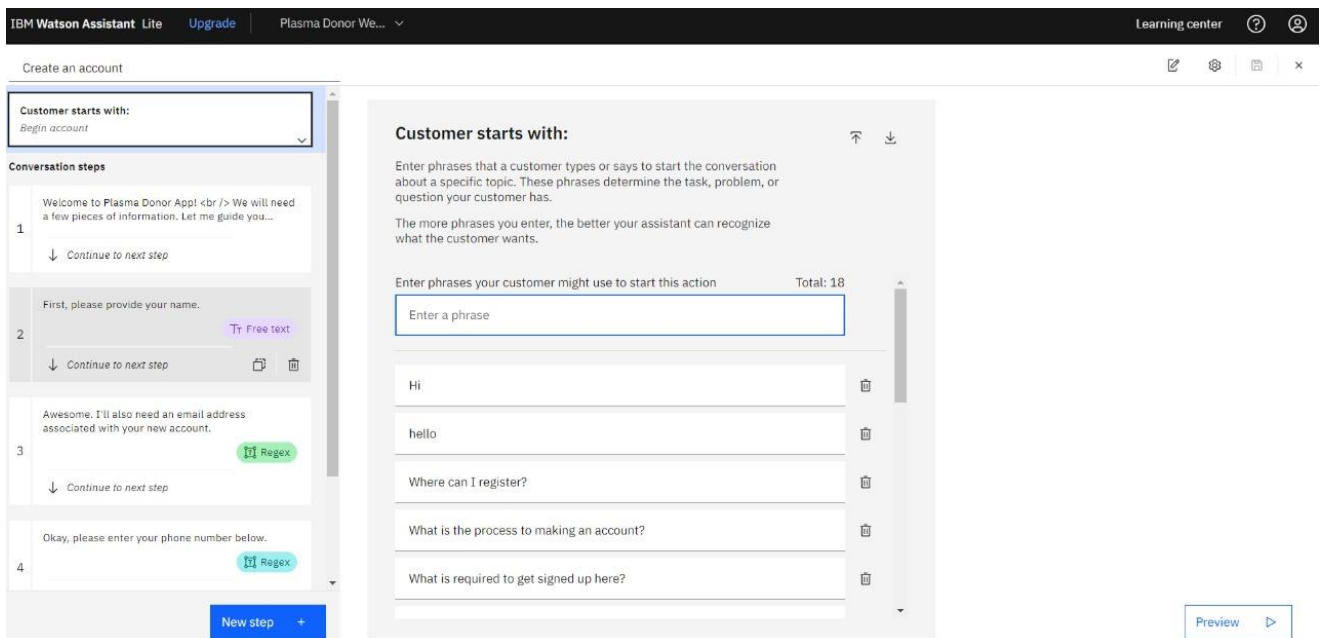 IBM Watson Assistant Lite Upgrade Plasma Donor We... Learning center
Create an account
Customer starts with:
Begin account
Conversation steps
1
Welcome to Plasma Donor App! <br /> We will need
a few pieces of information. Let me guide you...
Continue to next step
2
First, please provide your name.
Tт Free text
Continue to next step
3
Awesome. I'll also need an email address
associated with your new account.
Regex
Continue to next step
4
Okay, please enter your phone number below.
Regex
New step +
Customer starts with:
Enter phrases that a customer types or says to start the conversation
about a specific topic. These phrases determine the task, problem, or
question your customer has.
The more phrases you enter, the better your assistant can recognize
what the customer wants.
Enter phrases your customer might use to start this action Total: 18
Enter a phrase
Hi
hello
Where can I register?
What is the process to making an account?
What is required to get signed up here?
Preview